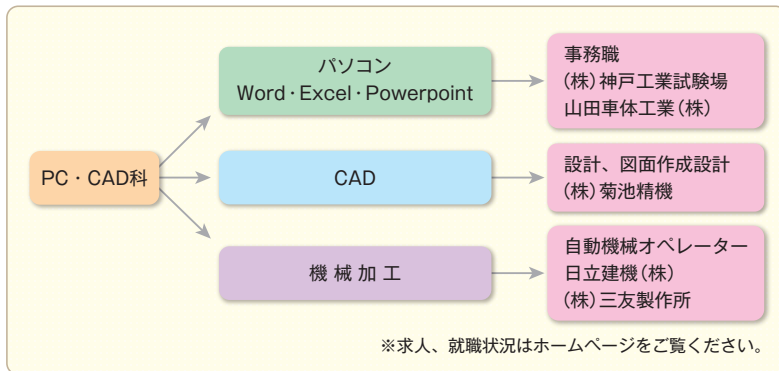 PC・CAD科
パソコン
Word・Excel・Powerpoint
事務職
(株)神戸工業試験場
山田車体工業(株)
CAD
設計、図面作成設計
(株)菊池精機
機械加工
自動機械オペレーター
日立建機(株)
(株)三友製作所
※求人、就職状況はホームページをご覧ください。